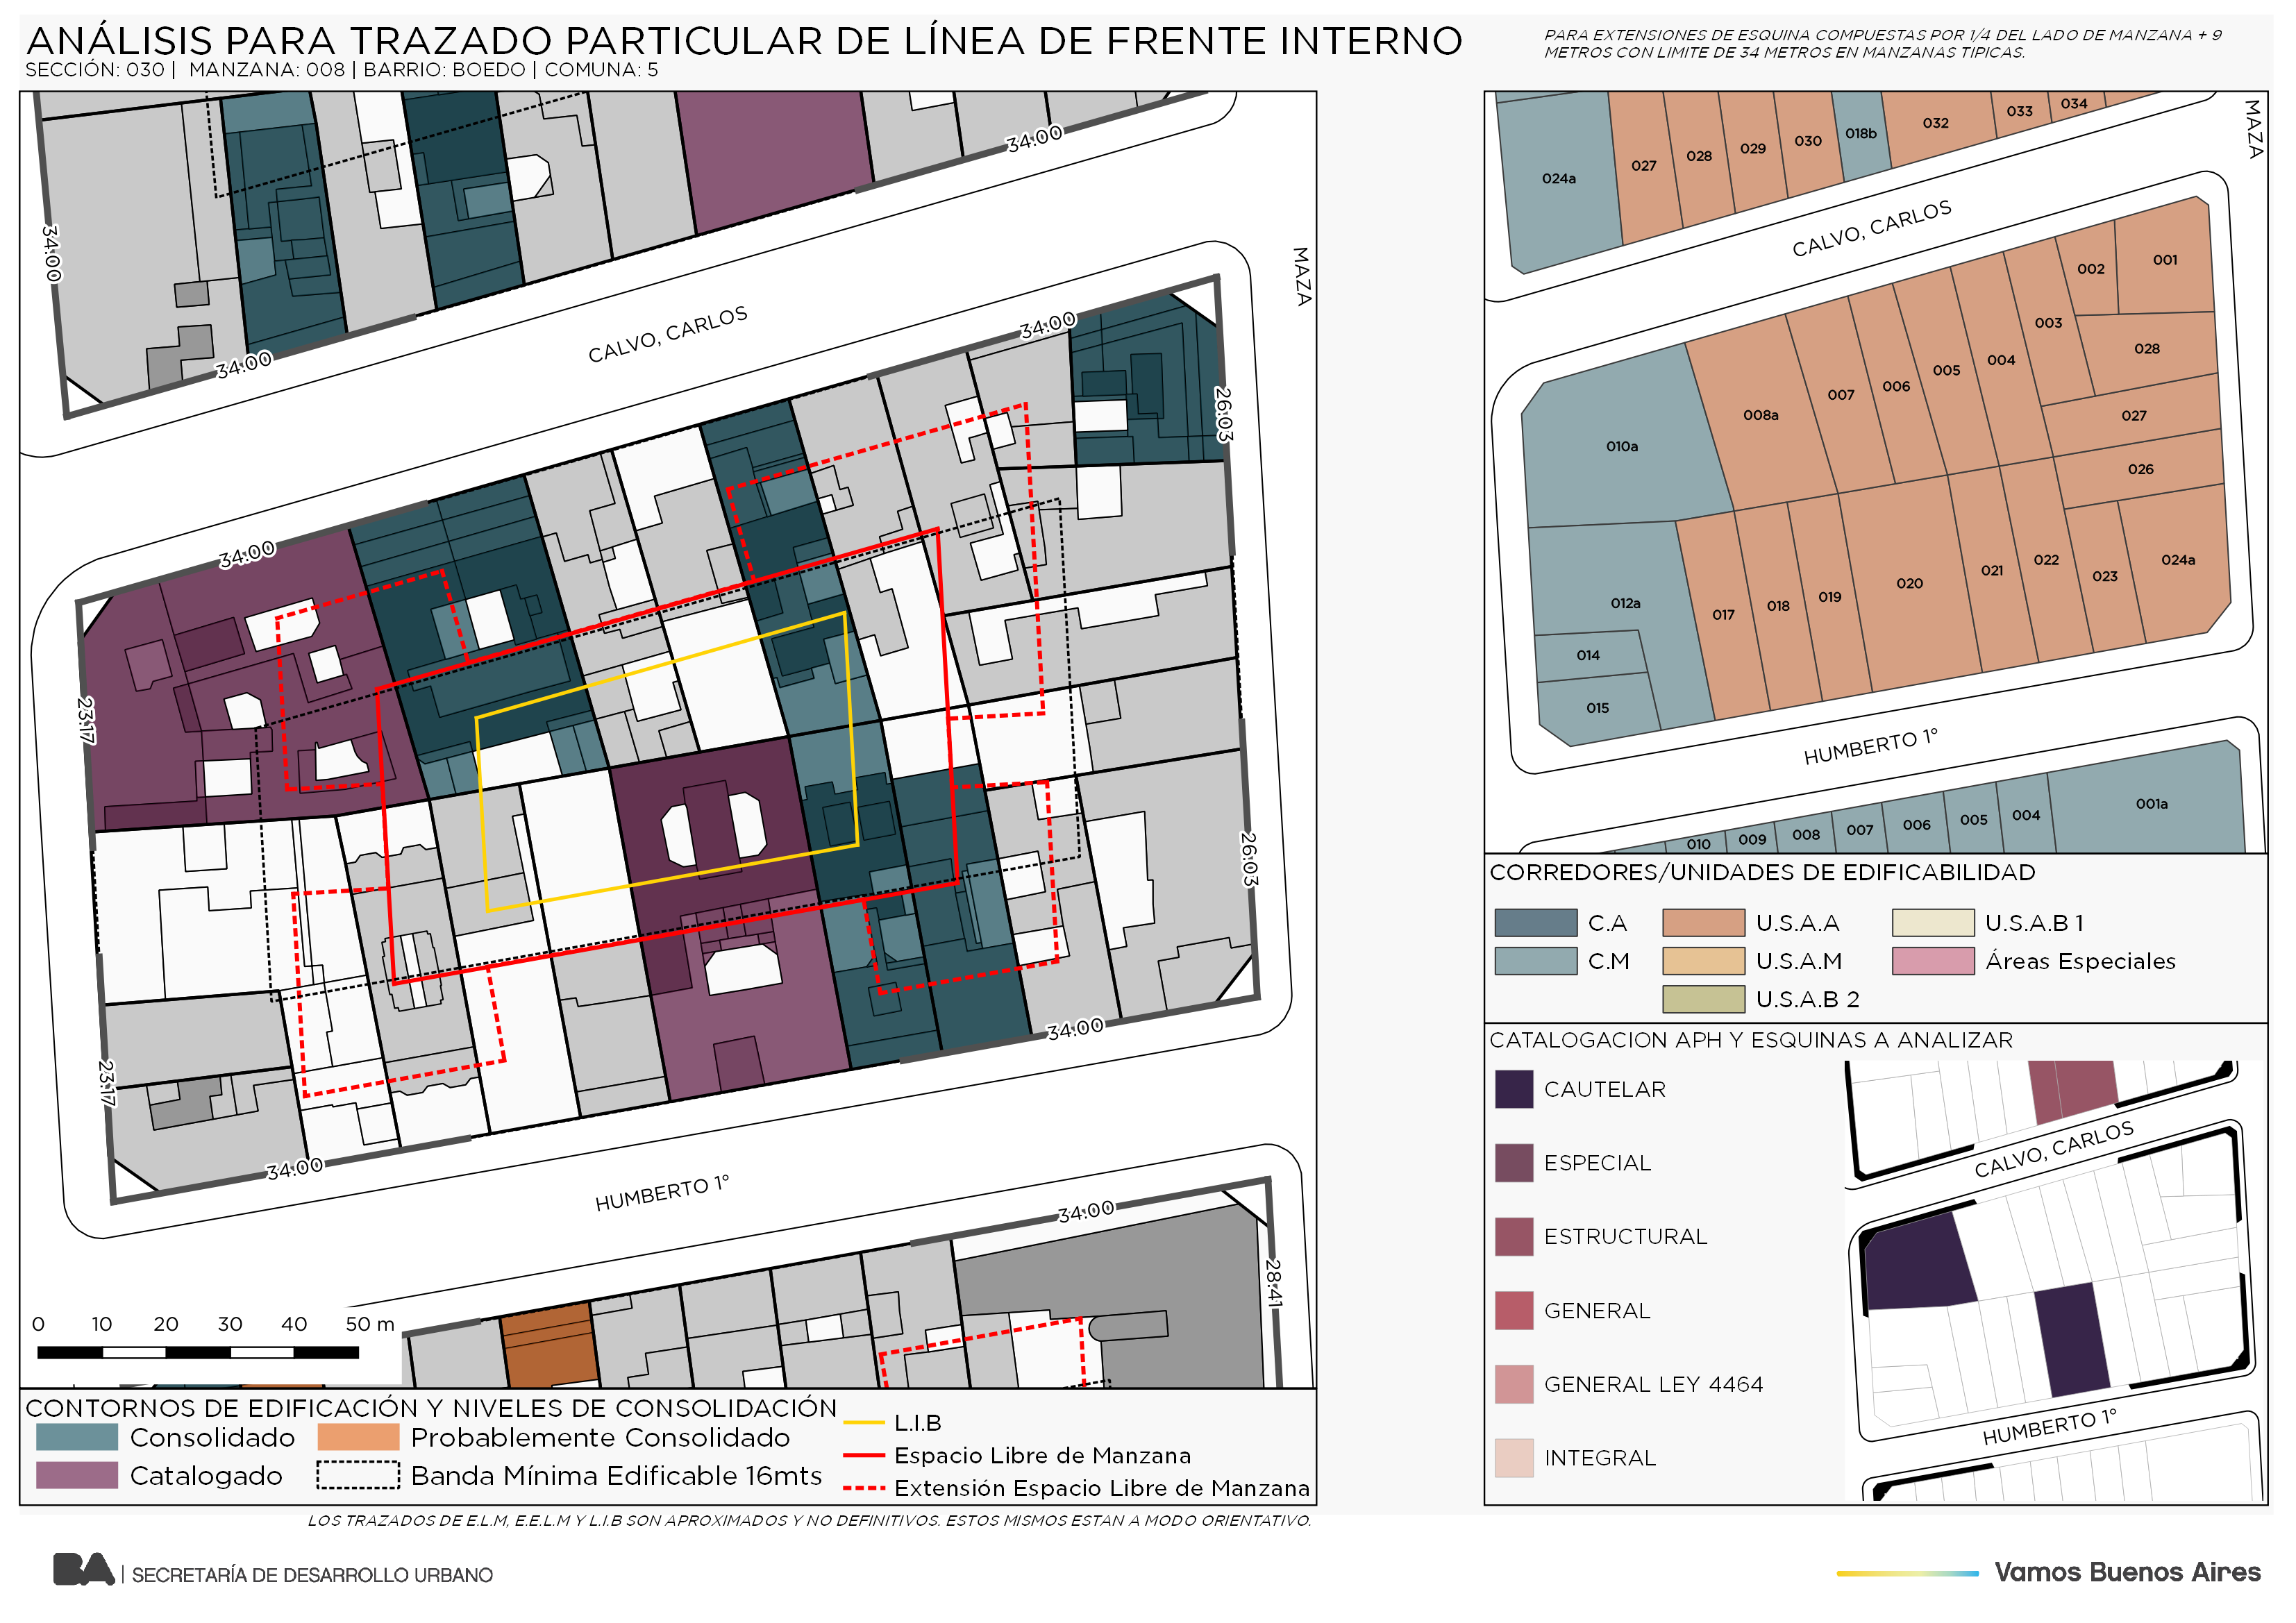 ANÁLISIS PARA TRAZADO PARTICULAR DE LÍNEA DE FRENTE INTERNO
SECCIÓN: 030 | MANZANA: 008 | BARRIO: BOEDO | COMUNA: 5
PARA EXTENSIONES DE ESQUINA COMPUESTAS POR 1/4 DEL LADO DE MANZANA + 9
METROS CON LIMITE DE 34 METROS EN MANZANAS TIPICAS.
34:00
34:00
34:00
MAZA
CALVO, CARLOS
34:00
26:03
34:00
23:17
26:03
23:17
34:00
34:00
HUMBERTO 1°
34:00
28:41
0 10 20 30 40 50 m
CONTORNOS DE EDIFICACIÓN Y NIVELES DE CONSOLIDACIÓN
Consolidado
Probablemente Consolidado
Catalogado
Banda Mínima Edificable 16mts
L.I.B
Espacio Libre de Manzana
Extensión Espacio Libre de Manzana
LOS TRAZADOS DE E.L.M, E.E.L.M Y L.I.B SON APROXIMADOS Y NO DEFINITIVOS. ESTOS MISMOS ESTAN A MODO ORIENTATIVO.
024a
027
028
029
030
018b
032
033
034
MAZA
CALVO, CARLOS
010a
008a
007
006
005
004
003
002
001
028
027
026
012a
014
015
017
018
019
020
021
022
023
024a
HUMBERTO 1°
010
009
008
007
006
005
004
001a
CORREDORES/UNIDADES DE EDIFICABILIDAD
C.A
U.S.A.A
U.S.A.B 1
C.M
U.S.A.M
Áreas Especiales
U.S.A.B 2
CATALOGACION APH Y ESQUINAS A ANALIZAR
CAUTELAR
ESPECIAL
ESTRUCTURAL
GENERAL
GENERAL LEY 4464
INTEGRAL
CALVO, CARLOS
HUMBERTO 1°
BA | SECRETARÍA DE DESARROLLO URBANO
Vamos Buenos Aires